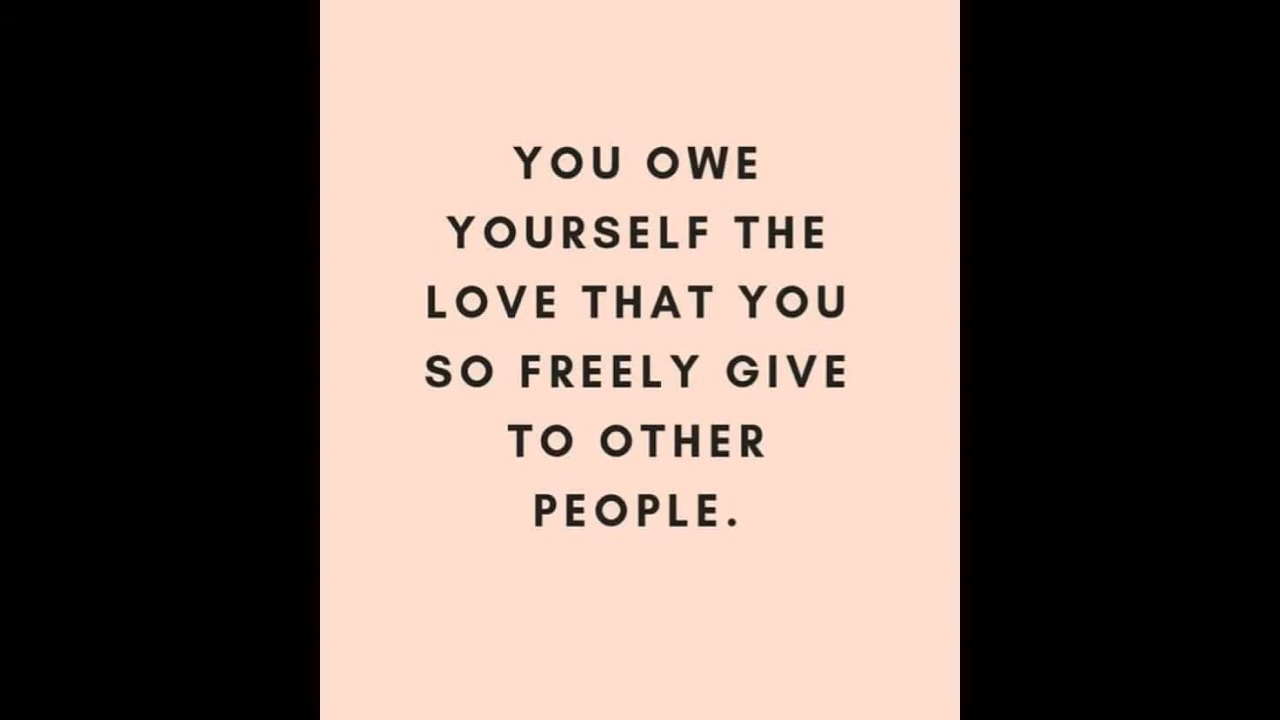 YOU OWE
YOURSELF THE
LOVE THAT YOU
SO FREELY GIVE
TO OTHER
PEOPLE.